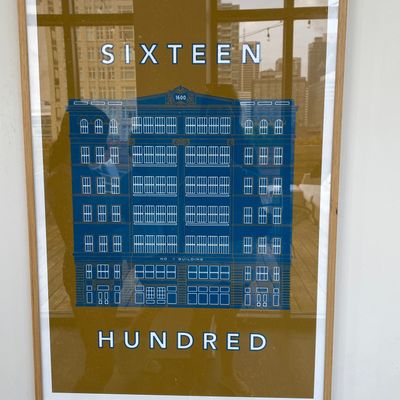 SIXTEEN
1600
NO 1 BUILDING
HUNDRED